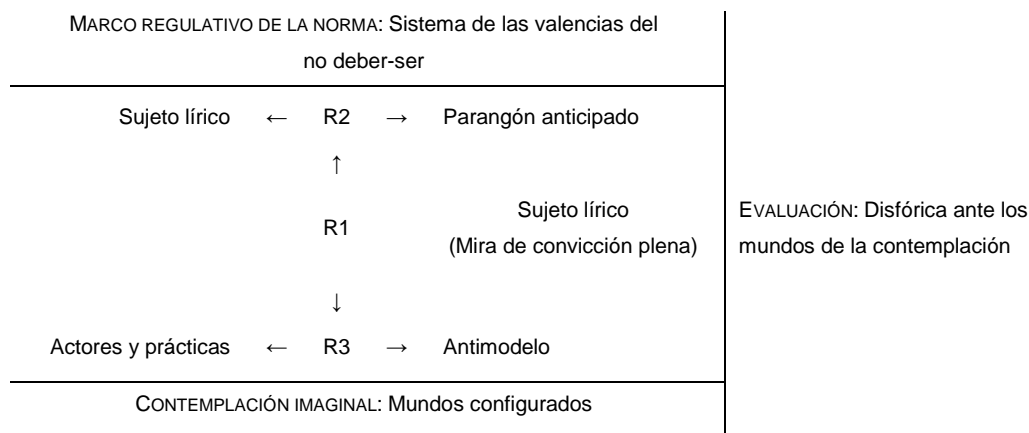 MARCO REGULATIVO DE LA NORMA: Sistema de las valencias del
no deber-ser
Sujeto lírico ← R2 → Parangón anticipado
↑
R1
Sujeto lírico
(Mira de convicción plena)
↓
Actores y prácticas ← R3 → Antimodelo
CONTEMPLACIÓN IMAGINAL: Mundos configurados
EVALUACIÓN: Disfórica ante los
mundos de la contemplación